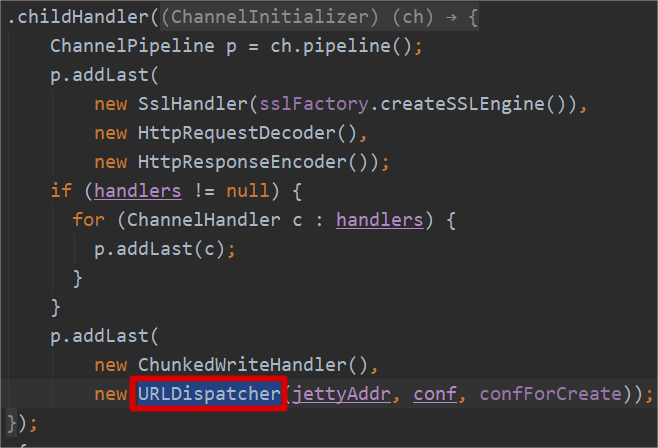 .childHandler((ChannelInitializer) (ch) → {
ChannelPipeline p = ch.pipeline();
p.addLast(
new SslHandler(sslFactory.createSSLEngine()),
new HttpRequestDecoder(),
new HttpResponseEncoder());
if (handlers != null) {
for (ChannelHandler c : handlers) {
p.addLast(c);
}
}
p.addLast(
new ChunkedWriteHandler(),
new URLDispatcher(jettyAddr, conf, confForCreate));
});